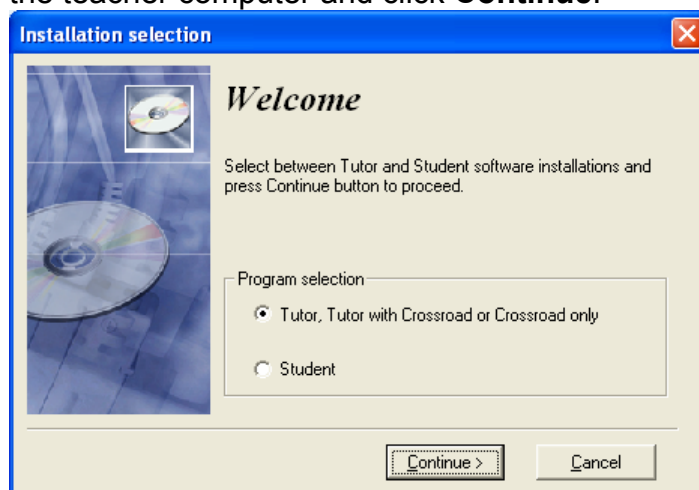 the teacher computer and click Continue.
Installation selection
Welcome
Select between Tutor and Student software installations and
press Continue button to proceed.
Program selection
Tutor, Tutor with Crossroad or Crossroad only
Student
Continue >
Cancel